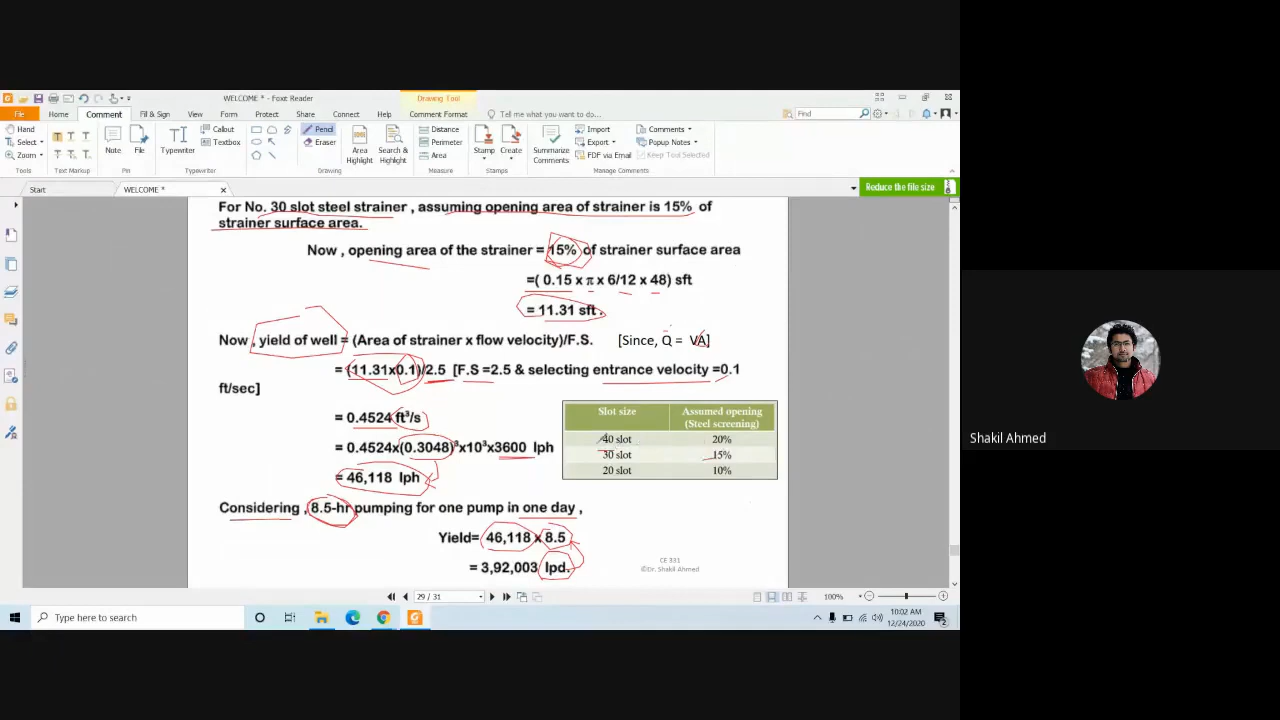 WELCOME * - Foxit Reader
Drawing Tool
File Home Comment Fill & Sign View Form Protect Share Connect Help Comment Format Tell me what you want to do... Find
Hand
Select
Zoom
Tools
Text Markup
Note
File
Pin
Typewriter
Callout
Textbox
Typewriter
Pencil
Eraser
Drawing
Area Highlight
Search & Highlight
Distance
Perimeter
Area
Measure
Stamp
Create
Stamps
Summarize Comments
Import
Export
FDF via Email
Comments
Popup Notes
Keep Tool Selected
Manage Comments
Start
WELCOME *
Reduce the file size
For No. 30 slot steel strainer , assuming opening area of strainer is 15% of
strainer surface area.
Now , opening area of the strainer = 15% of strainer surface area
=( 0.15 x π x 6/12 x 48) sft
= 11.31 sft .
Now , yield of well = (Area of strainer x flow velocity)/F.S. [Since, Q = VA]
= (11.31x0.1)/2.5 [F.S =2.5 & selecting entrance velocity =0.1
ft/sec]
= 0.4524 ft³/s
= 0.4524x(0.3048)³x10³x3600 lph
= 46,118 lph
Slot size Assumed opening (Steel screening)
40 slot 20%
30 slot 15%
20 slot 10%
Considering , 8.5-hr pumping for one pump in one day ,
Yield= 46,118 x 8.5
= 3,92,003 lpd.
CE 331
©Dr. Shakil Ahmed
29 / 31
100%
Type here to search
10:02 AM
12/24/2020
2
Shakil Ahmed